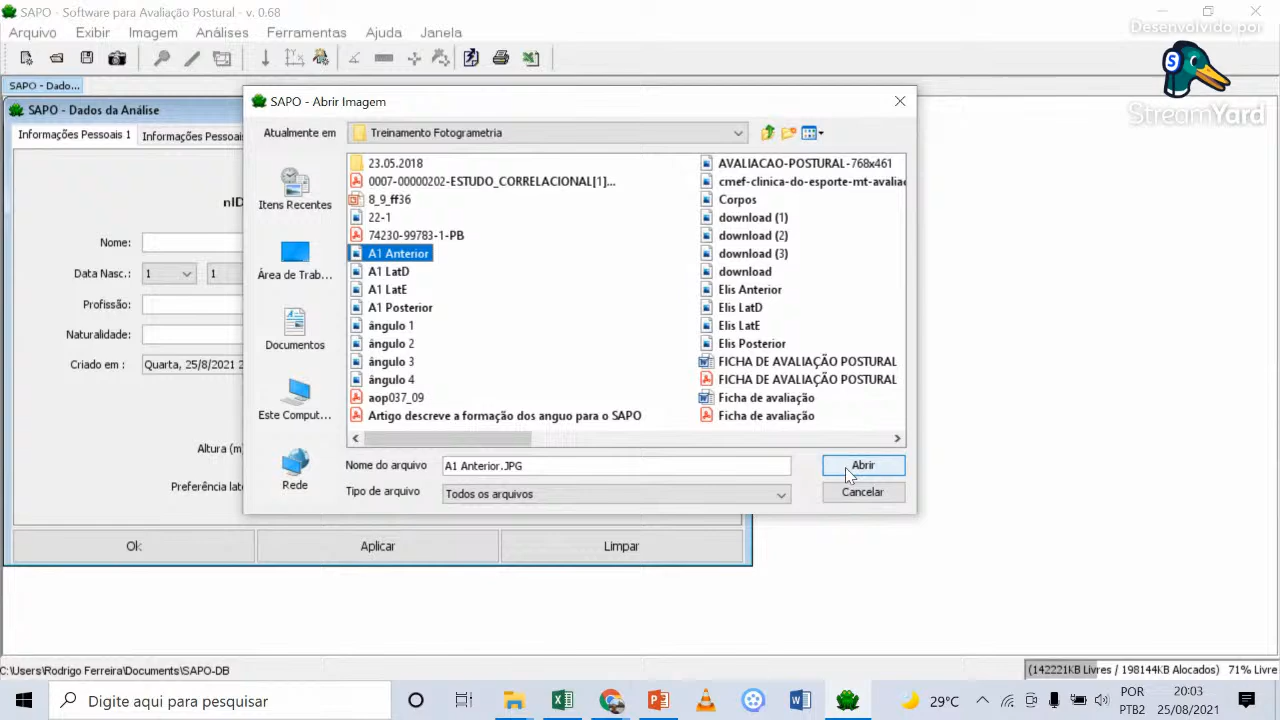 SAPO - Software para Avaliação Postural - v. 0.68
Desenvolvido por
StreamYard
Arquivo Exibir Imagem Análises Ferramentas Ajuda Janela
SAPO - Dado...
SAPO - Dados da Análise
Informações Pessoais 1
Informações Pessoai
nID
Nome:
Data Nasc.: 1 1
Profissão:
Naturalidade:
Criado em : Quarta, 25/8/2021 2
Altura (m)
Preferência late
Ok Aplicar Limpar
SAPO - Abrir Imagem
Atualmente em Treinamento Fotogrametria
Itens Recentes
Área de Trab...
Documentos
Este Comput...
Rede
23.05.2018
0007-00000202-ESTUDO_CORRELACIONAL[1]...
8_9_ff36
22-1
74230-99783-1-PB
A1 Anterior
A1 LatD
A1 LatE
A1 Posterior
ângulo 1
ângulo 2
ângulo 3
ângulo 4
aop037_09
Artigo descreve a formação dos anguo para o SAPO
AVALIACAO-POSTURAL-768x461
cmef-clinica-do-esporte-mt-avaliac
Corpos
download (1)
download (2)
download (3)
download
Elis Anterior
Elis LatD
Elis LatE
Elis Posterior
FICHA DE AVALIAÇÃO POSTURAL
FICHA DE AVALIAÇÃO POSTURAL
Ficha de avaliação
Ficha de avaliação
Nome do arquivo A1 Anterior.JPG Abrir
Tipo de arquivo Todos os arquivos Cancelar
C:\Users\Rodrigo Ferreira\Documents\SAPO-DB
(142221KB Livres / 198144KB Alocados) 71% Livre
Digite aqui para pesquisar
29°C
POR
PTB2
20:03
25/08/2021